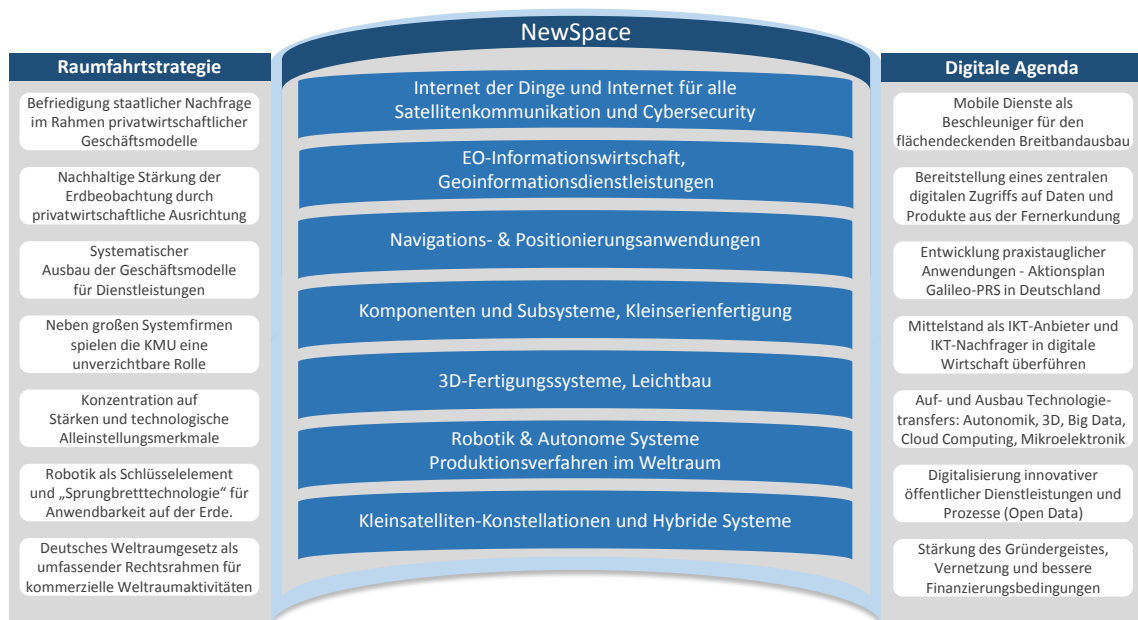 NewSpace
Raumfahrtstrategie
Befriedigung staatlicher Nachfrage
im Rahmen privatwirtschaftlicher
Geschäftsmodelle
Nachhaltige Stärkung der
Erdbeobachtung durch
privatwirtschaftliche Ausrichtung
Systematischer
Ausbau der Geschäftsmodelle
für Dienstleistungen
Neben großen Systemfirmen
spielen die KMU eine
unverzichtbare Rolle
Konzentration auf
Stärken und technologische
Alleinstellungsmerkmale
Robotik als Schlüsselelement
und „Sprungbretttechnologie“ für
Anwendbarkeit auf der Erde.
Deutsches Weltraumgesetz als
umfassender Rechtsrahmen für
kommerzielle Weltraumaktivitäten
Internet der Dinge und Internet für alle
Satellitenkommunikation und Cybersecurity
EO-Informationswirtschaft,
Geoinformationsdienstleistungen
Navigations- & Positionierungsanwendungen
Komponenten und Subsysteme, Kleinserienfertigung
3D-Fertigungssysteme, Leichtbau
Robotik & Autonome Systeme
Produktionsverfahren im Weltraum
Kleinsatelliten-Konstellationen und Hybride Systeme
Digitale Agenda
Mobile Dienste als
Beschleuniger für den
flächendeckenden Breitbandausbau
Bereitstellung eines zentralen
digitalen Zugriffs auf Daten und
Produkte aus der Fernerkundung
Entwicklung praxistauglicher
Anwendungen - Aktionsplan
Galileo-PRS in Deutschland
Mittelstand als IKT-Anbieter und
IKT-Nachfrager in digitale
Wirtschaft überführen
Auf- und Ausbau Technologie-
transfers: Autonomik, 3D, Big Data,
Cloud Computing, Mikroelektronik
Digitalisierung innovativer
öffentlicher Dienstleistungen und
Prozesse (Open Data)
Stärkung des Gründergeistes,
Vernetzung und bessere
Finanzierungsbedingungen